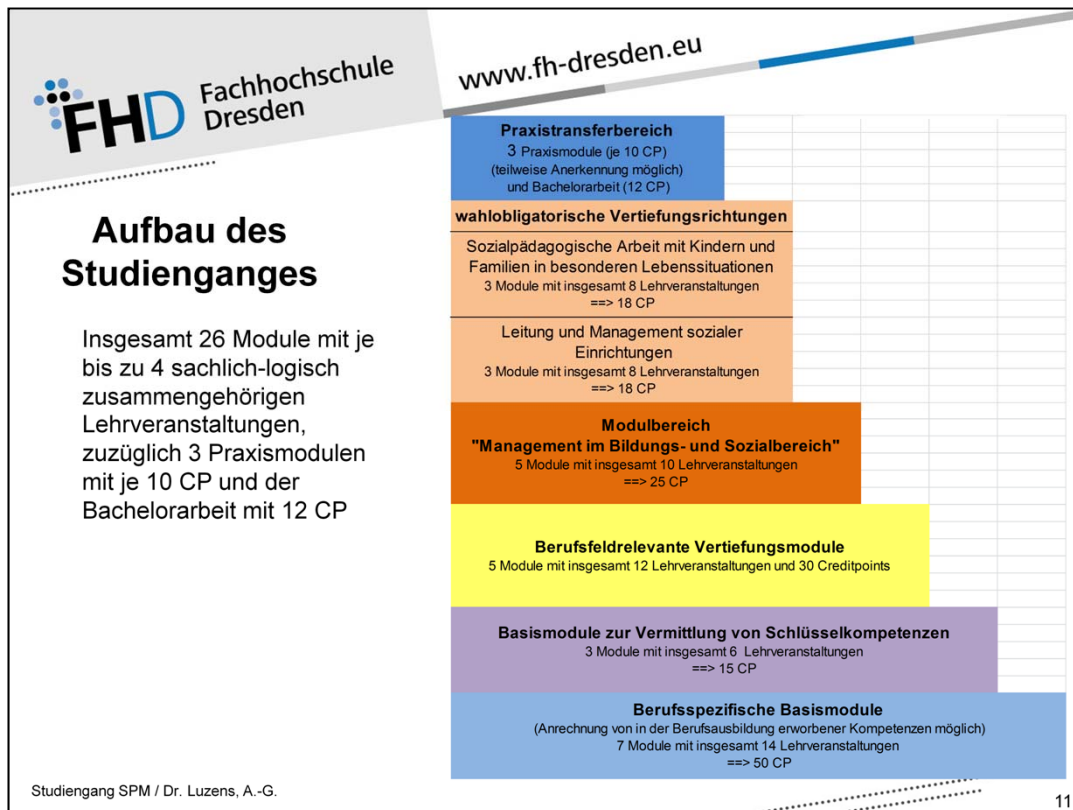 FHD Fachhochschule
Dresden
www.fh-dresden.eu
Aufbau des
Studienganges
Insgesamt 26 Module mit je
bis zu 4 sachlich-logisch
zusammengehörigen
Lehrveranstaltungen,
zuzüglich 3 Praxismodulen
mit je 10 CP und der
Bachelorarbeit mit 12 CP
Praxistransferbereich
3 Praxismodule (je 10 CP)
(teilweise Anerkennung möglich)
und Bachelorarbeit (12 CP)
wahlobligatorische Vertiefungsrichtungen
Sozialpädagogische Arbeit mit Kindern und
Familien in besonderen Lebenssituationen
3 Module mit insgesamt 8 Lehrveranstaltungen
==> 18 CP
Leitung und Management sozialer
Einrichtungen
3 Module mit insgesamt 8 Lehrveranstaltungen
==> 18 CP
Modulbereich
"Management im Bildungs- und Sozialbereich"
5 Module mit insgesamt 10 Lehrveranstaltungen
==> 25 CP
Berufsfeldrelevante Vertiefungsmodule
5 Module mit insgesamt 12 Lehrveranstaltungen und 30 Creditpoints
Basismodule zur Vermittlung von Schlüsselkompetenzen
3 Module mit insgesamt 6 Lehrveranstaltungen
==> 15 CP
Berufsspezifische Basismodule
(Anrechnung von in der Berufsausbildung erworbener Kompetenzen möglich)
7 Module mit insgesamt 14 Lehrveranstaltungen
==> 50 CP
Studiengang SPM / Dr. Luzens, A.-G.
11